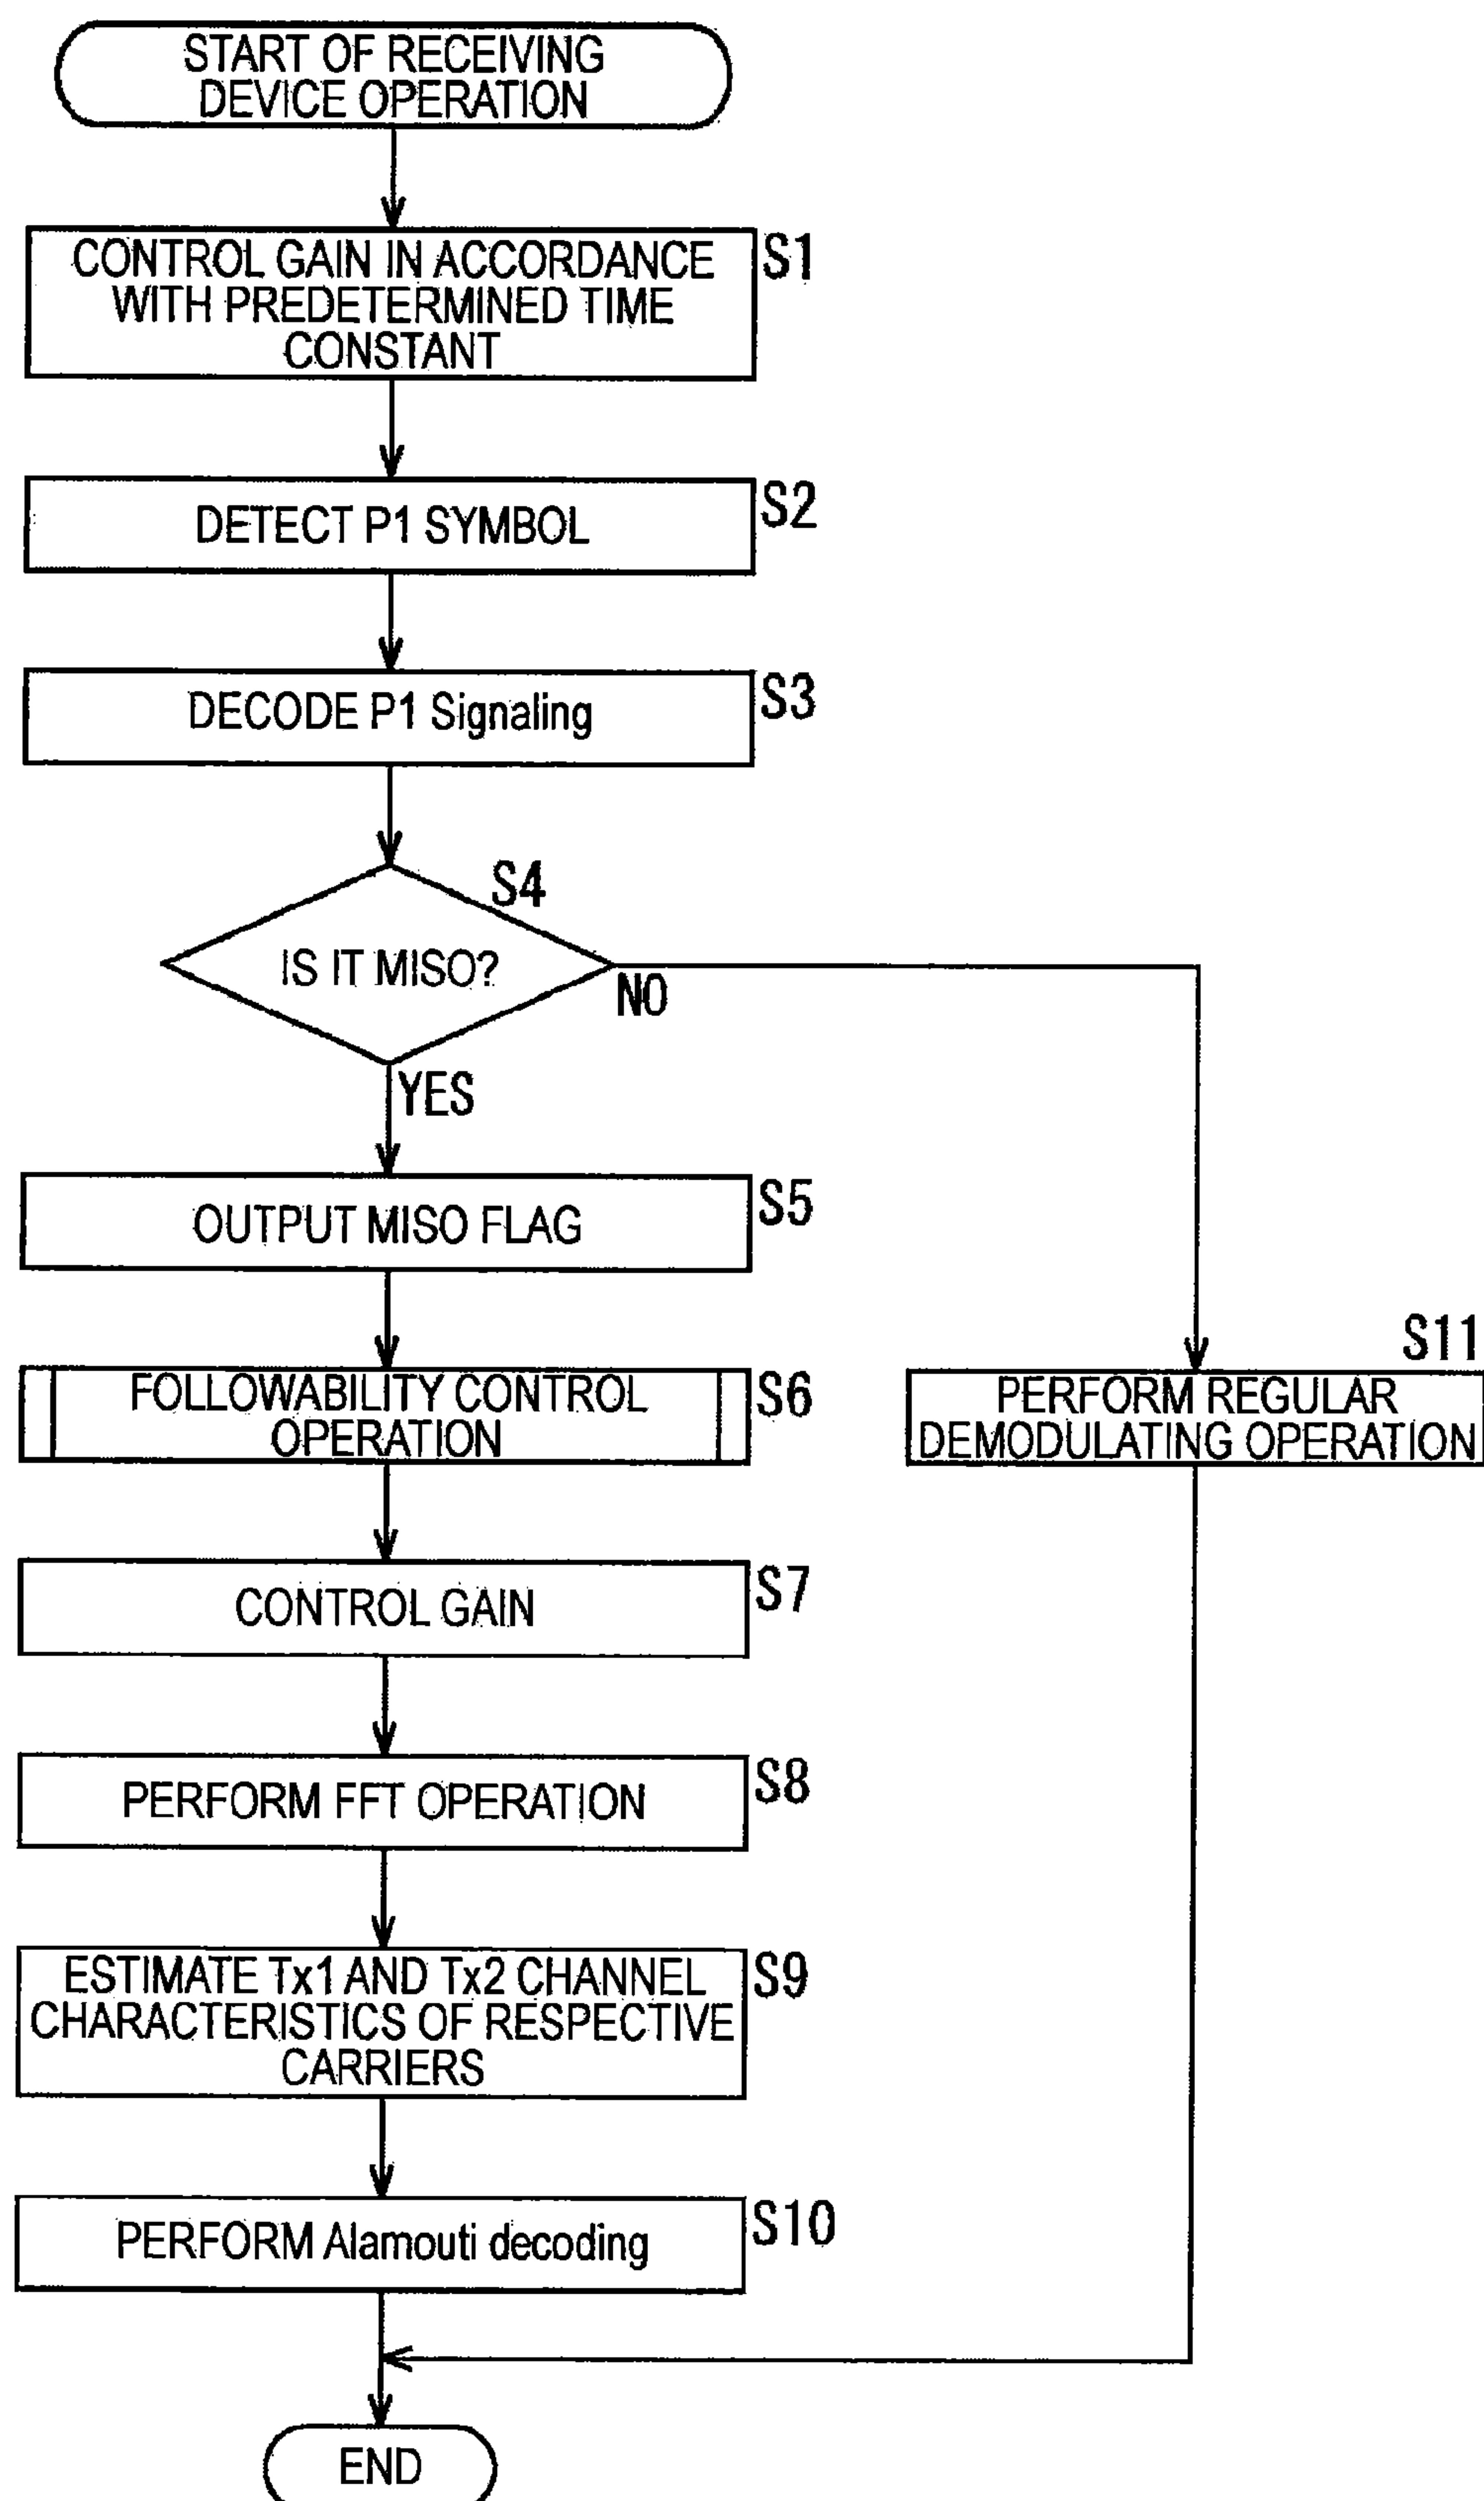 START OF RECEIVING
DEVICE OPERATION
CONTROL GAIN IN ACCORDANCE
WITH PREDETERMINED TIME
CONSTANT
S1
DETECT P1 SYMBOL
S2
DECODE P1 Signaling
S3
S4
IS IT MISO?
NO
YES
OUTPUT MISO FLAG
S5
FOLLOWABILITY CONTROL
OPERATION
S6
S11
PERFORM REGULAR
DEMODULATING OPERATION
CONTROL GAIN
S7
PERFORM FFT OPERATION
S8
ESTIMATE Tx1 AND Tx2 CHANNEL
CHARACTERISTICS OF RESPECTIVE
CARRIERS
S9
PERFORM Alamouti decoding
S10
END